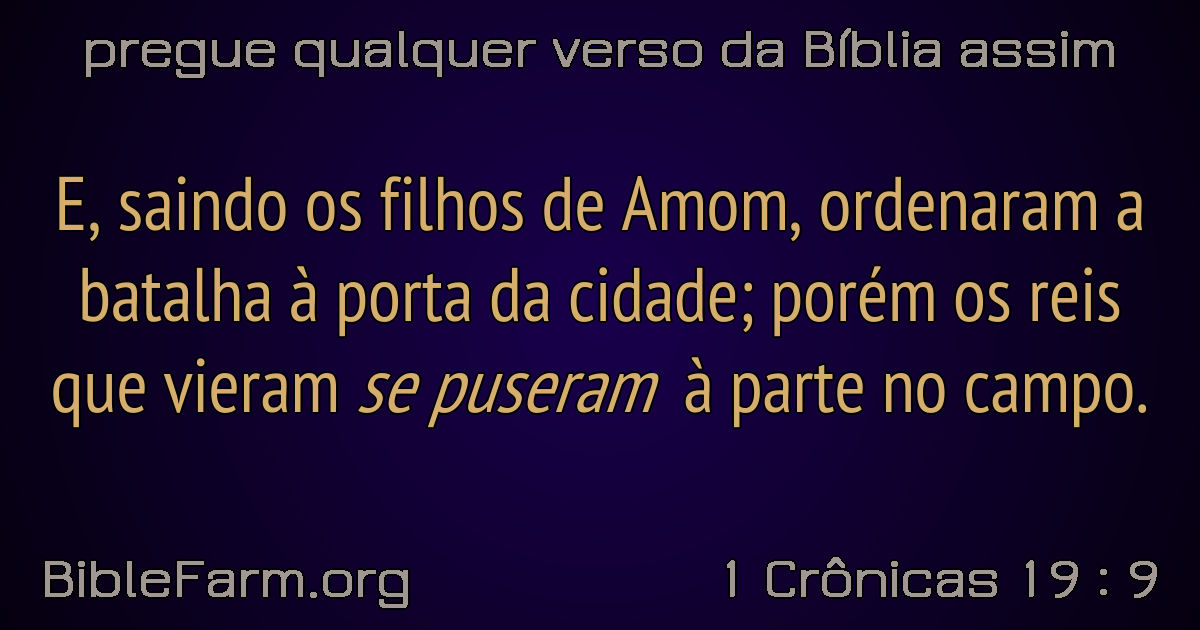 pregue qualquer verso da Bíblia assim
E, saindo os filhos de Amom, ordenaram a
batalha à porta da cidade; porém os reis
que vieram se puseram à parte no campo.
BibleFarm.org
1 Crônicas 19 : 9